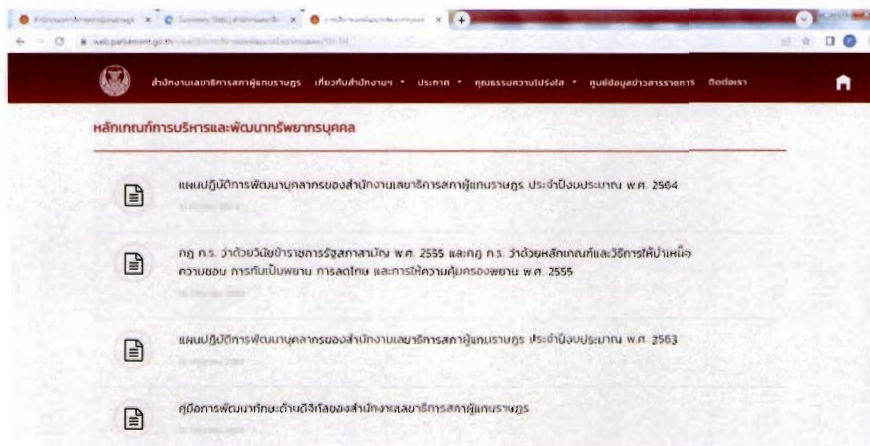 web.parliament.go.th
สำนักงานเลขาธิการสภาผู้แทนราษฎร เกี่ยวกับสำนักงานฯ ประกาศ คุณธรรมความโปร่งใส ศูนย์ข้อมูลข่าวสารราชการ ติดต่อเรา
หลักเกณฑ์การบริหารและพัฒนาทรัพยากรบุคคล
แผนปฏิบัติการพัฒนาบุคลากรของสำนักงานเลขาธิการสภาผู้แทนราษฎร ประจำปีงบประมาณ พ.ศ. 2564
กฎ ก.ร. ว่าด้วยวินัยข้าราชการรัฐสภาสามัญ พ.ศ. 2555 และกฎ ก.ร. ว่าด้วยหลักเกณฑ์และวิธีการให้บำเหน็จ
ความชอบ การกันเป็นพยาน การลดโทษ และการให้ความคุ้มครองพยาน พ.ศ. 2555
แผนปฏิบัติการพัฒนาบุคลากรของสำนักงานเลขาธิการสภาผู้แทนราษฎร ประจำปีงบประมาณ พ.ศ. 2563
คู่มือการพัฒนาทักษะด้านดิจิทัลของสำนักงานเลขาธิการสภาผู้แทนราษฎร